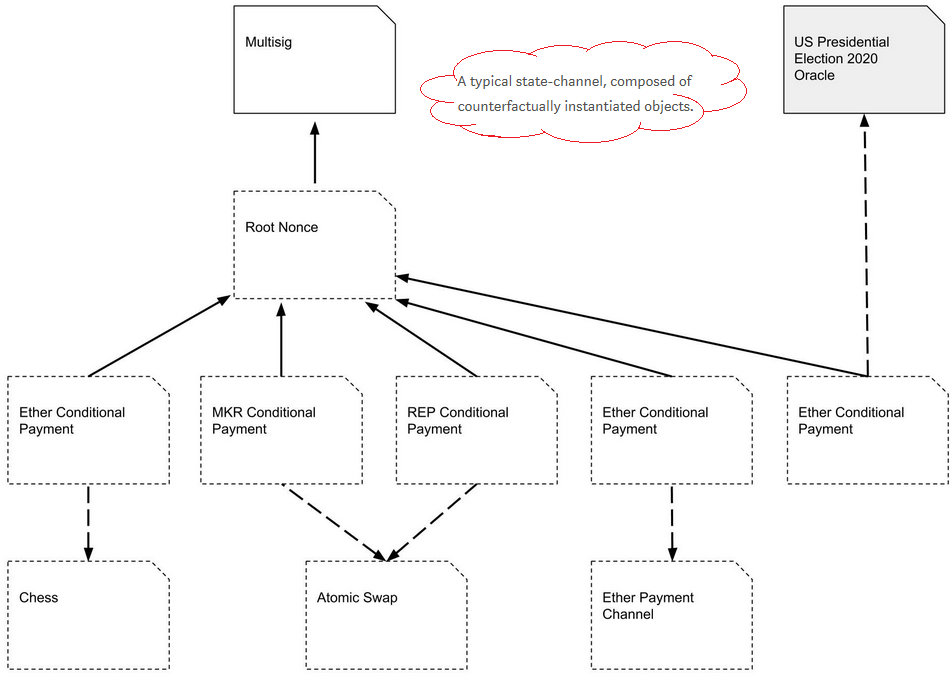 Multisig
A typical state-channel, composed of
counterfactually instantiated objects.
US Presidential
Election 2020
Oracle
Root Nonce
Ether Conditional
Payment
MKR Conditional
Payment
REP Conditional
Payment
Ether Conditional
Payment
Ether Conditional
Payment
Chess
Atomic Swap
Ether Payment
Channel